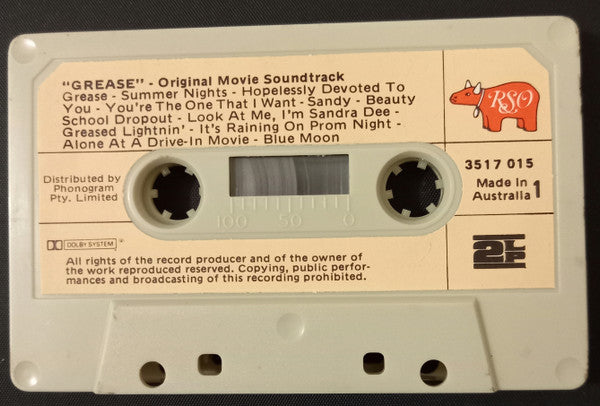 "GREASE" - Original Movie Soundtrack
Grease - Summer Nights - Hopelessly Devoted To
You - You're The One That I Want - Sandy - Beauty
School Dropout - Look At Me, I'm Sandra Dee -
Greased Lightnin' - It's Raining On Prom Night -
Alone At A Drive-In Movie - Blue Moon
RSO
Distributed by
Phonogram
Pty. Limited
100 50 0
3517 015
Made in
Australia 1
DOLBY SYSTEM
2LP
All rights of the record producer and of the owner of
the work reproduced reserved. Copying, public perfor-
mances and broadcasting of this recording prohibited.